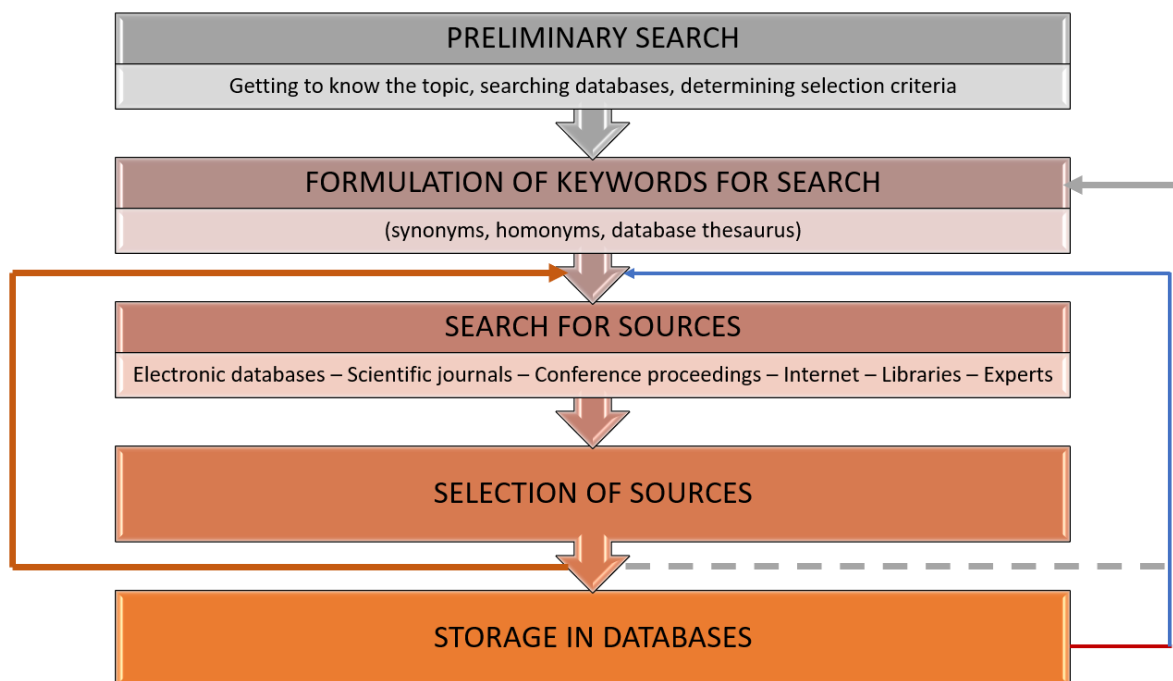 PRELIMINARY SEARCH
Getting to know the topic, searching databases, determining selection criteria
FORMULATION OF KEYWORDS FOR SEARCH
(synonyms, homonyms, database thesaurus)
SEARCH FOR SOURCES
Electronic databases – Scientific journals – Conference proceedings – Internet – Libraries – Experts
SELECTION OF SOURCES
STORAGE IN DATABASES